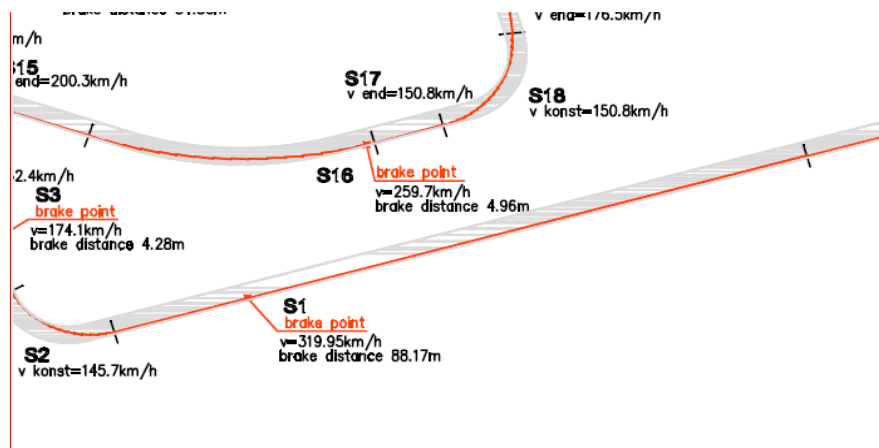 v end=176.5km/h
m/h
S15
end=200.3km/h
S17
v end=150.8km/h
S18
v konst=150.8km/h
2.4km/h
S16
brake point
v=259.7km/h
brake distance 4.96m
S3
brake point
v=174.1km/h
brake distance 4.28m
S1
brake point
v=319.95km/h
brake distance 88.17m
S2
v konst=145.7km/h